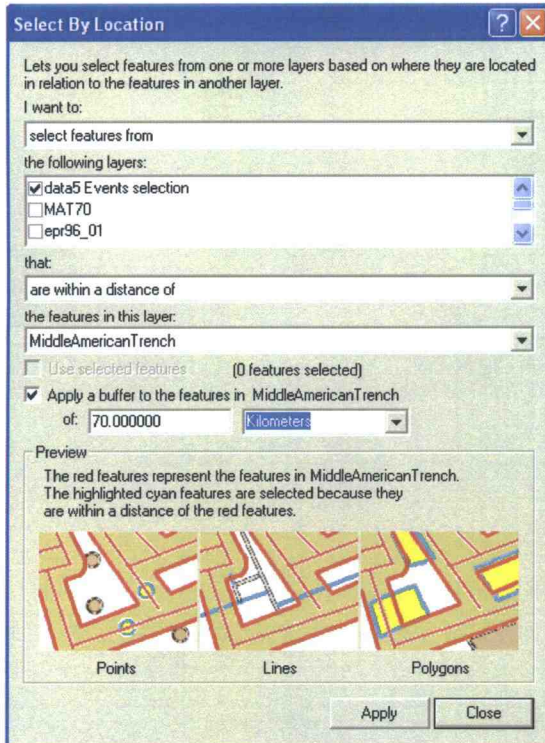 Select By Location
Lets you select features from one or more layers based on where they are located
in relation to the features in another layer.
I want to:
select features from
the following layers:
data5 Events selection
MAT70
epr96_01
that:
are within a distance of
the features in this layer:
MiddleAmericanTrench
Use selected features (0 features selected)
Apply a buffer to the features in MiddleAmericanTrench
of: 70.000000 Kilometers
Preview
The red features represent the features in MiddleAmericanTrench.
The highlighted cyan features are selected because they
are within a distance of the red features.
Points Lines Polygons
Apply Close